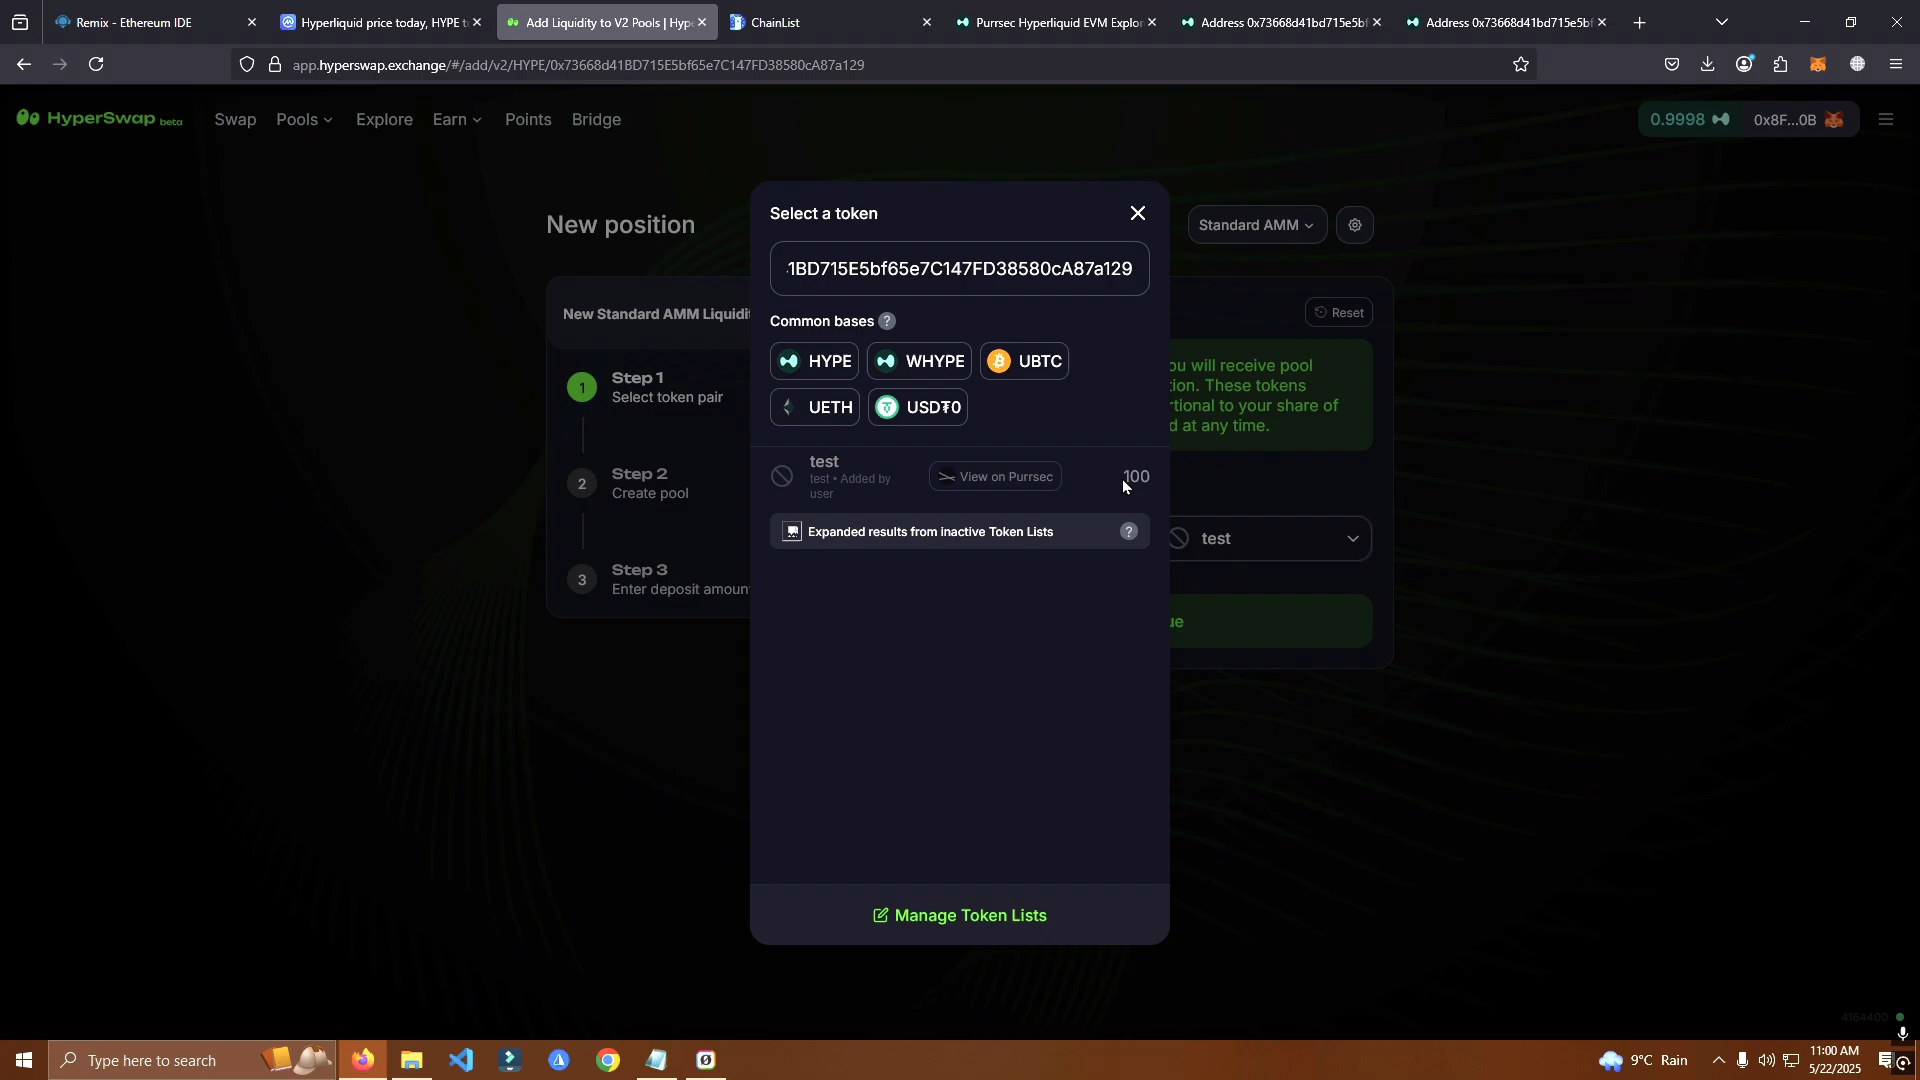 Remix - Ethereum IDE
Hyperliquid price today, HYPE t
Add Liquidity to V2 Pools | Hype
ChainList
Purrsec Hyperliquid EVM Explor
Address 0x73668d41bd715e5bf
Address 0x73668d41bd715e5bf
app.hyperswap.exchange/#/add/v2/HYPE/0x73668d41BD715E5bf65e7C147FD38580cA87a129
HyperSwap beta
Swap
Pools
Explore
Earn
Points
Bridge
0.9998
0x8F...0B
New position
Standard AMM
New Standard AMM Liquidit
Reset
1
Step 1
Select token pair
2
Step 2
Create pool
3
Step 3
Enter deposit amoun
Select a token
1BD715E5bf65e7C147FD38580cA87a129
Common bases ?
HYPE
WHYPE
UBTC
UETH
USD₮0
test
test • Added by
user
View on Purrsec
100
Expanded results from inactive Token Lists
?
Manage Token Lists
ou will receive pool
tion. These tokens
rtional to your share of
d at any time.
test
ue
4164400
Type here to search
9°C Rain
11:00 AM
5/22/2025